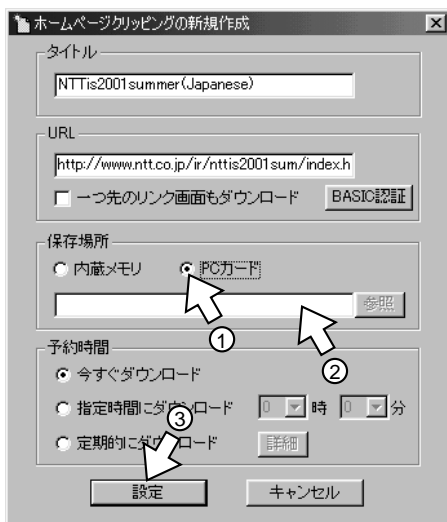 ホームページクリッピングの新規作成
タイトル
NTTis2001summer(Japanese)
URL
http://www.ntt.co.jp/ir/nttis2001sum/index.h
一つ先のリンク画面もダウンロード BASIC認証
保存場所
内蔵メモリ PCカード
参照
①
②
予約時間
今すぐダウンロード
指定時間にダウンロード 0 時 0 分
③
定期的にダウンロード 詳細
設定 キャンセル